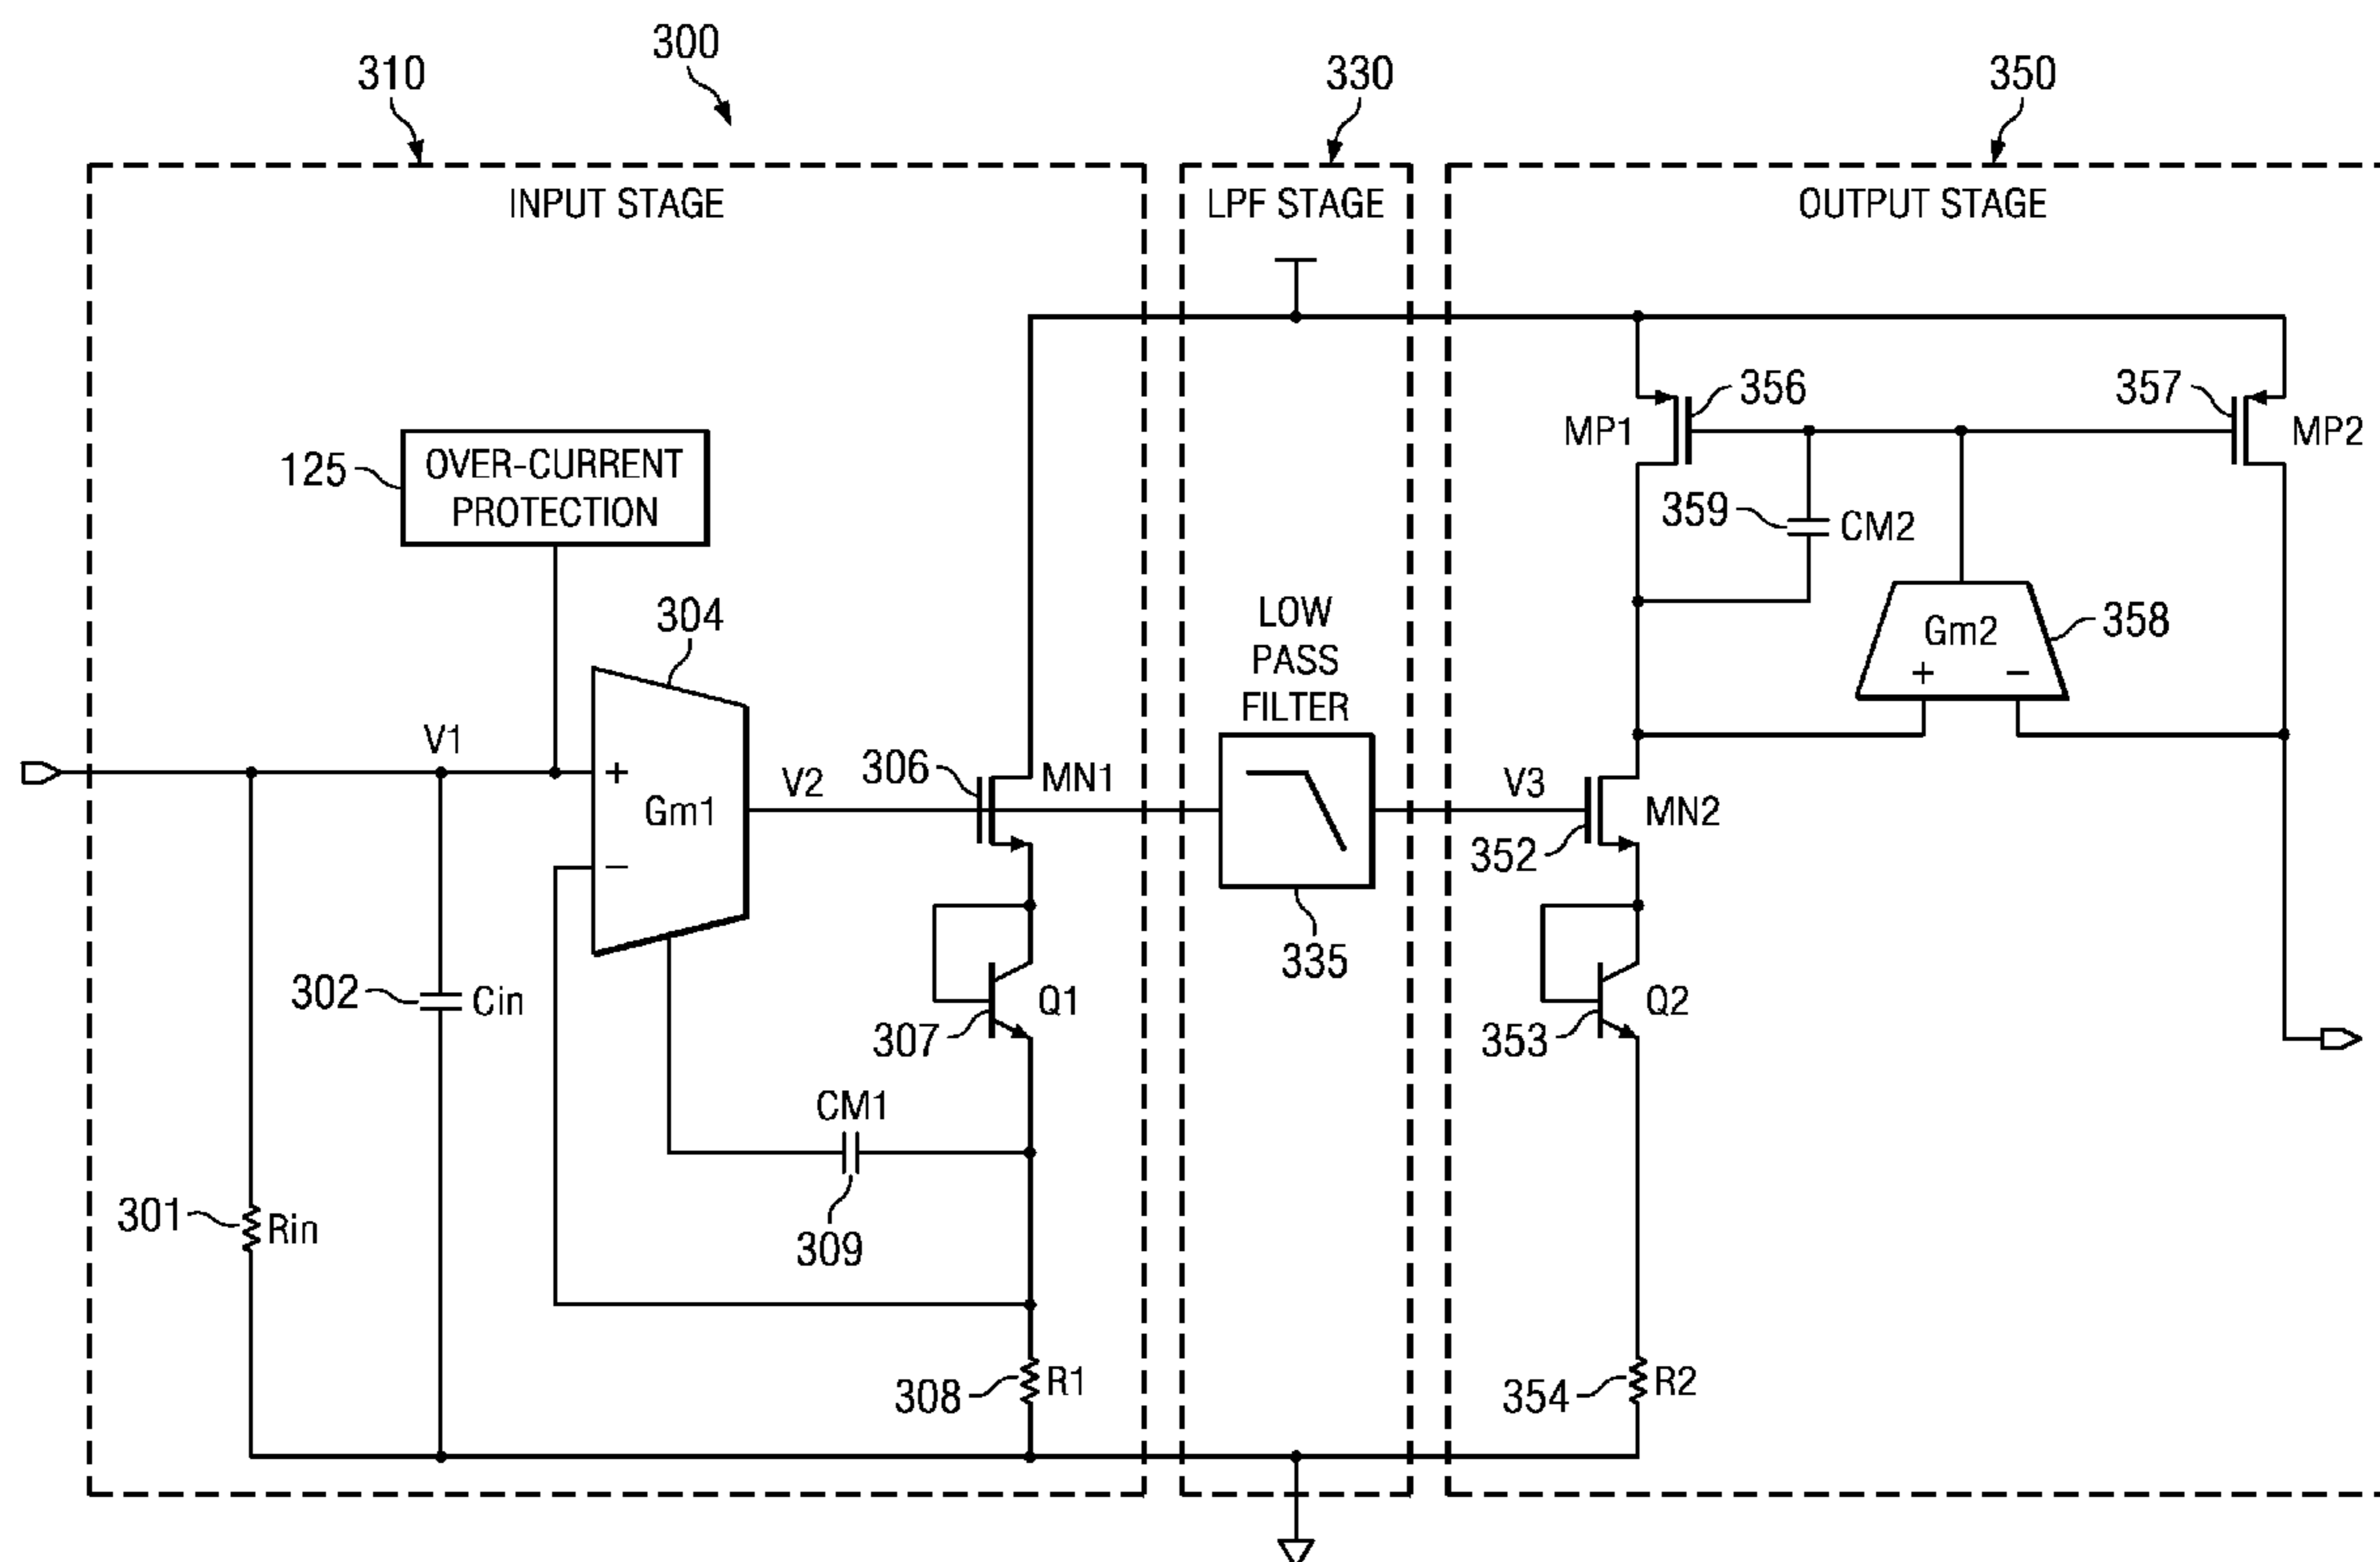 300
310
330
350
INPUT STAGE
LPF STAGE
OUTPUT STAGE
125
OVER-CURRENT
PROTECTION
356
MP1
357
MP2
359
CM2
Gm2
+
−
358
304
V1
+
Gm1
−
V2
306
MN1
LOW
PASS
FILTER
335
V3
MN2
352
302
Cin
Q1
307
Q2
353
CM1
309
301
Rin
308
R1
354
R2